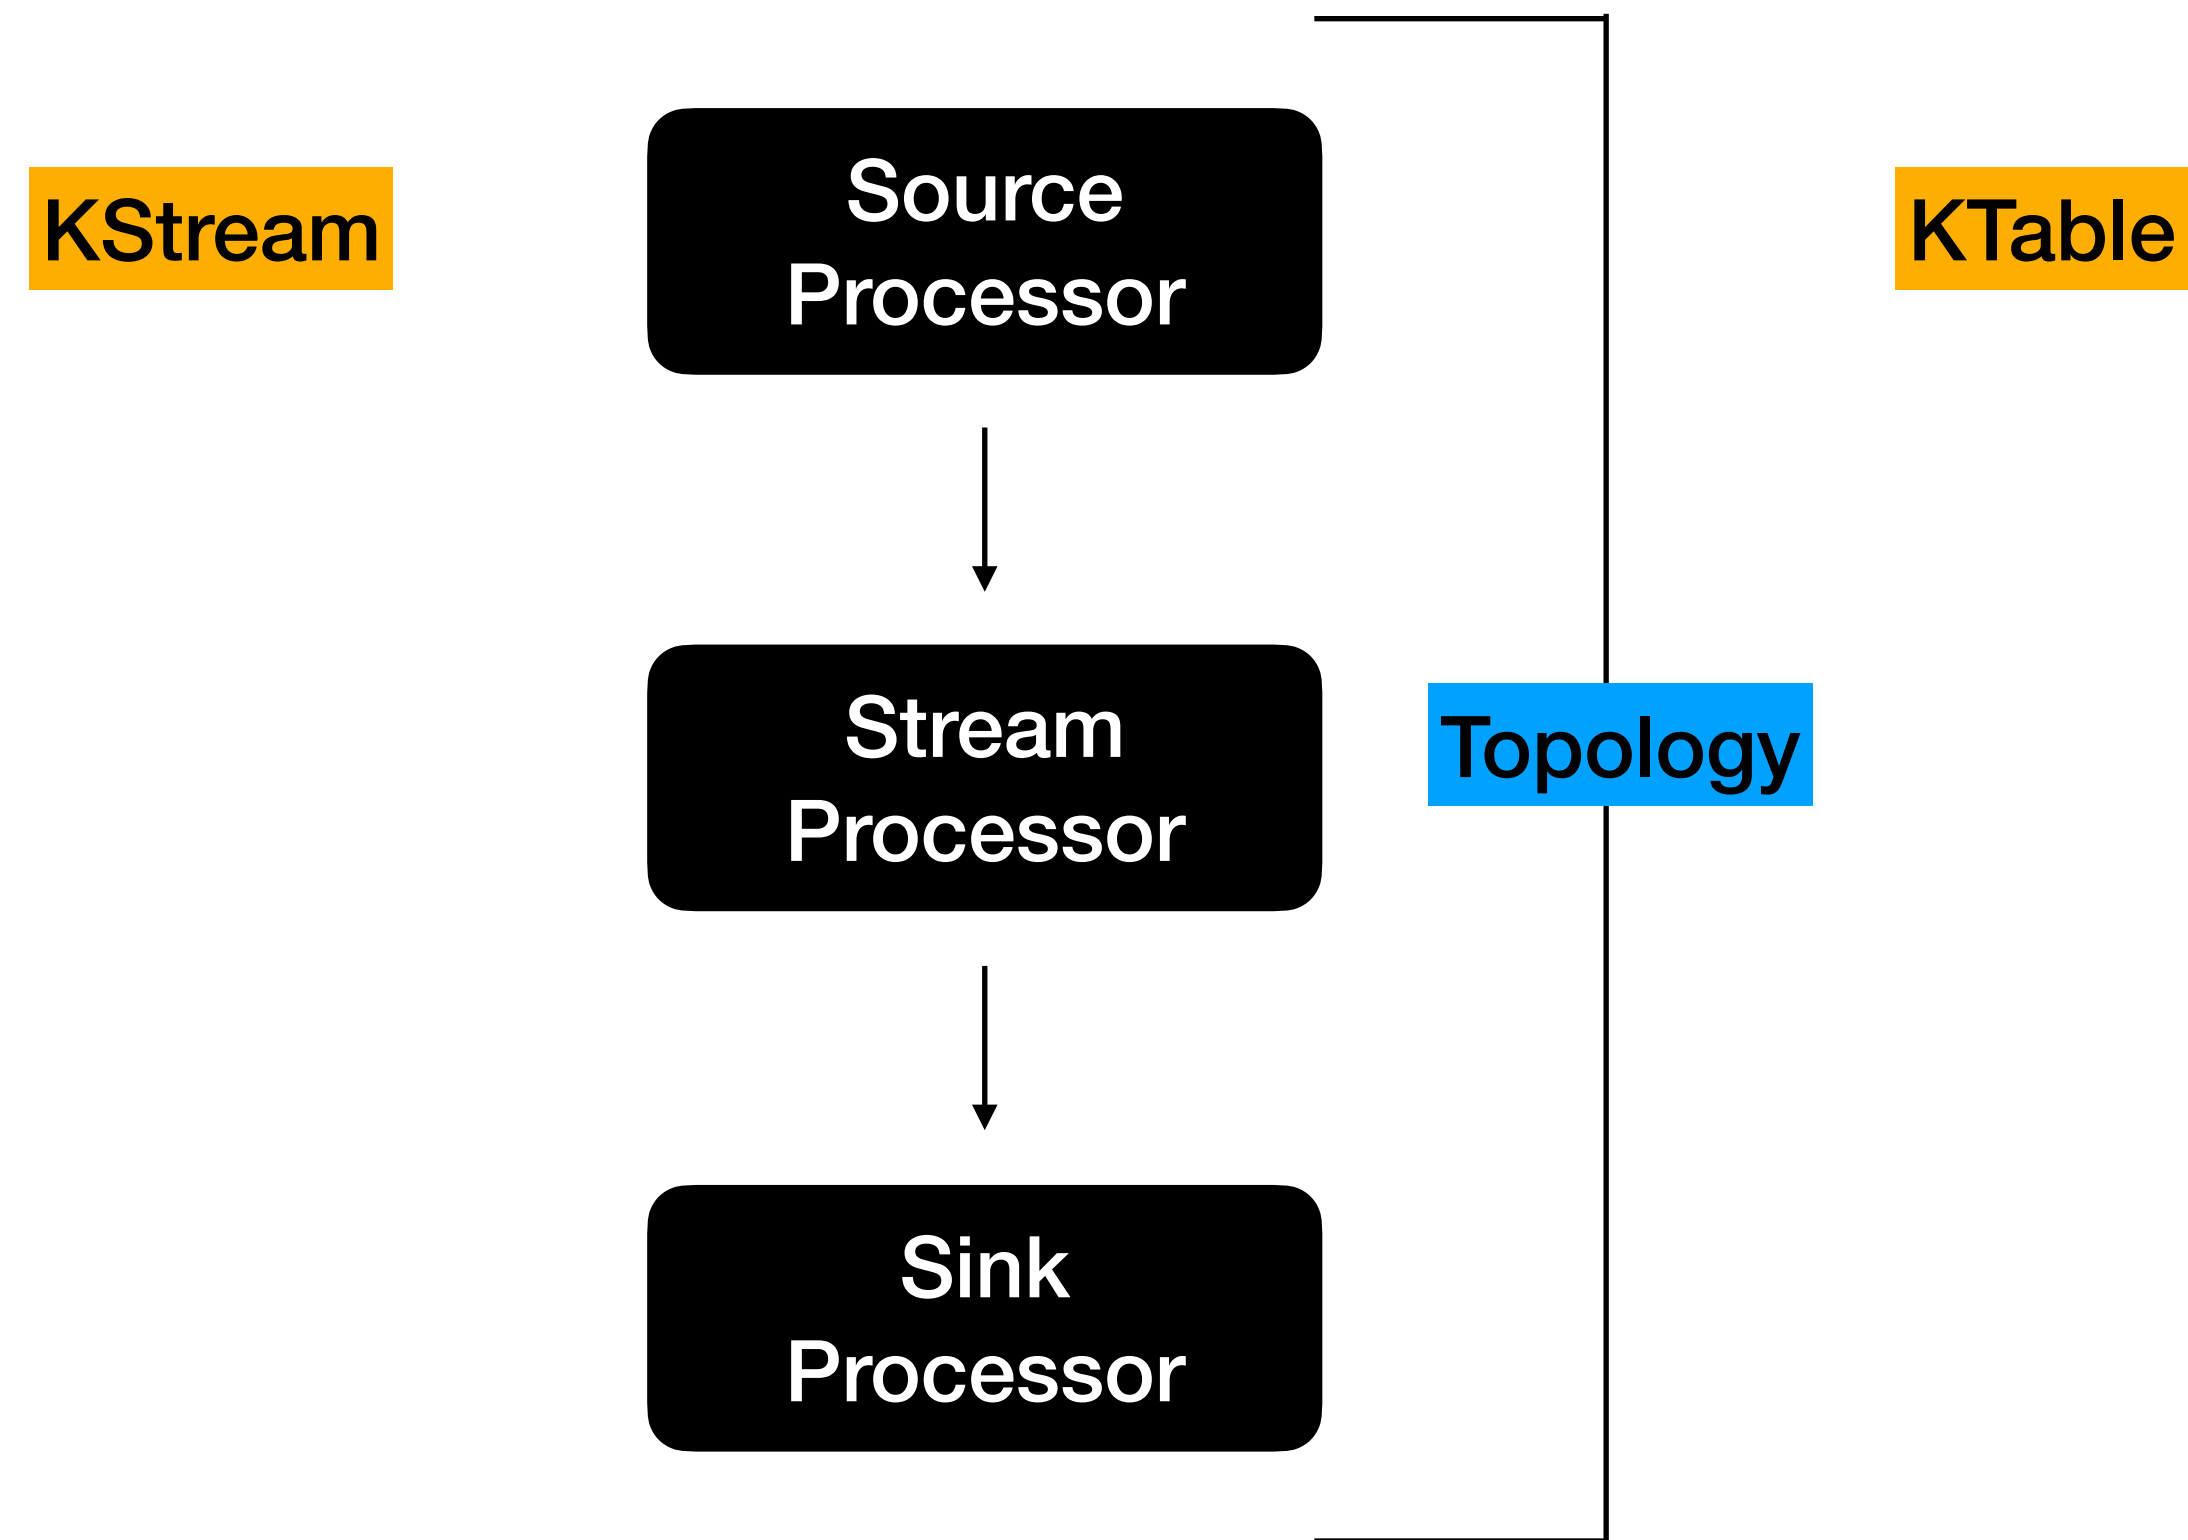 KStream
Source
Processor
KTable
Stream
Processor
Topology
Sink
Processor